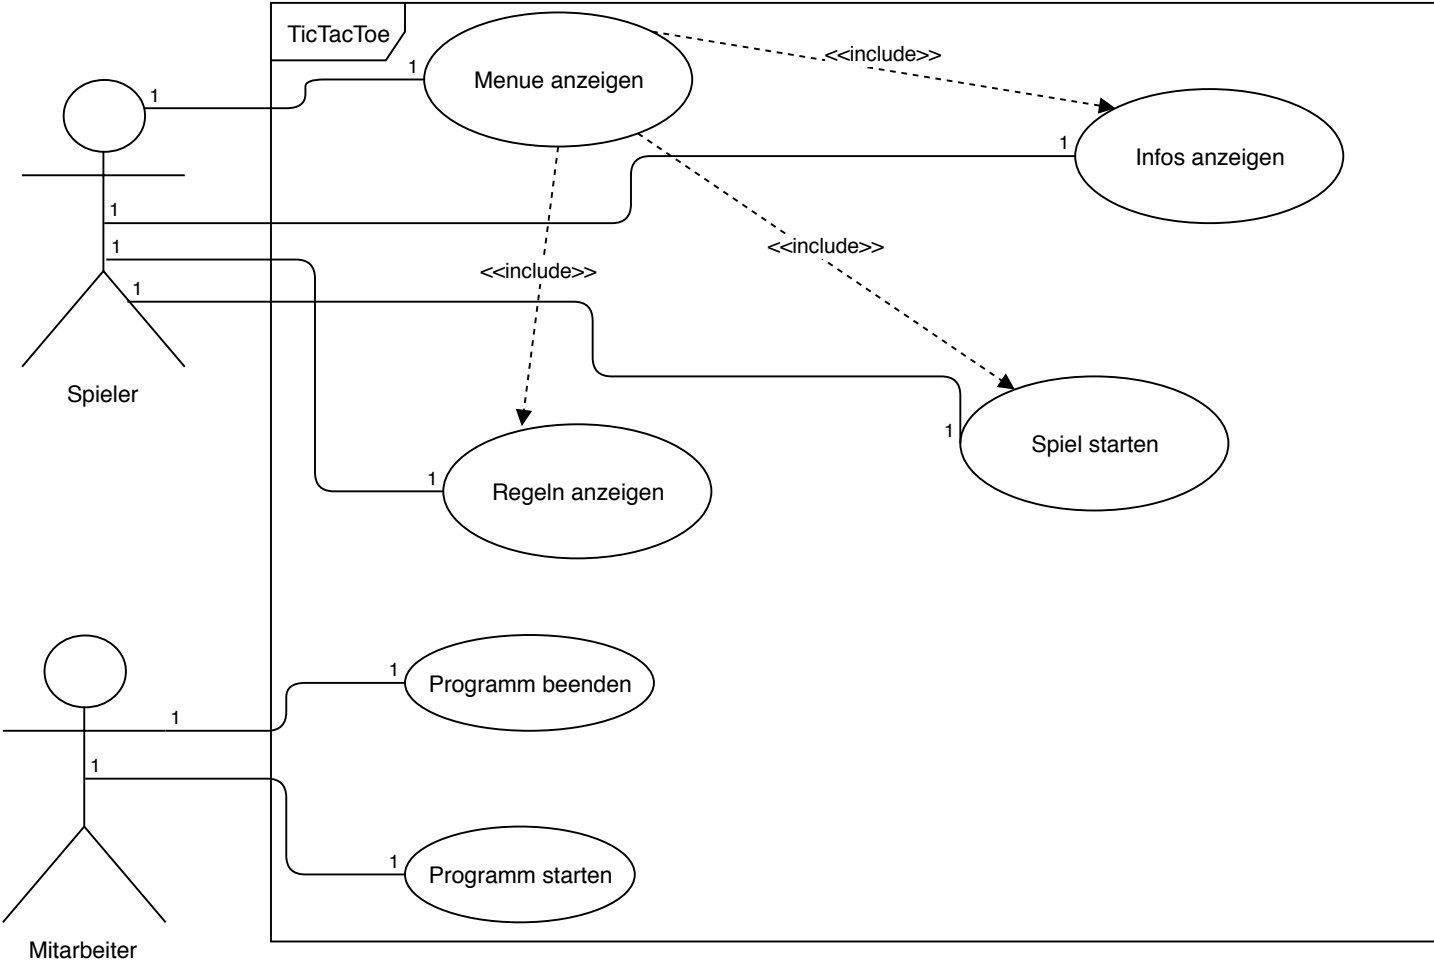 TicTacToe
<<include>>
1
Menue anzeigen
1
1
Infos anzeigen
1
1
<<include>>
<<include>>
1
Spieler
1
Spiel starten
1
Regeln anzeigen
1
Programm beenden
1
1
1
Programm starten
Mitarbeiter